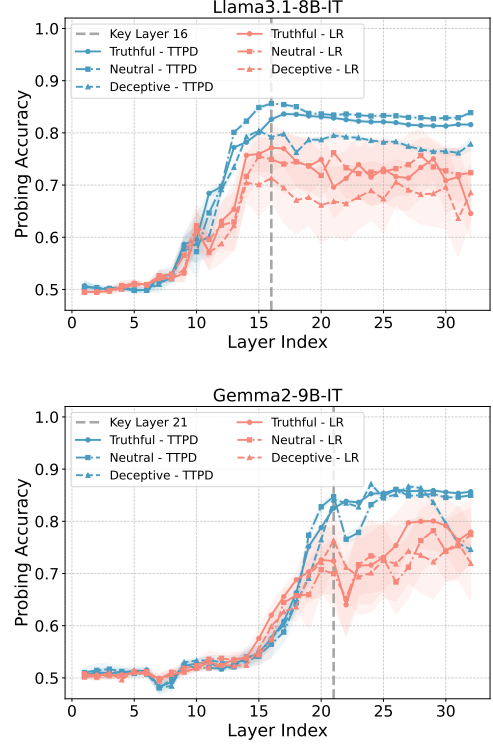 Llama3.1-8B-IT
Key Layer 16
Truthful - TTPD
Neutral - TTPD
Deceptive - TTPD
Truthful - LR
Neutral - LR
Deceptive - LR
Probing Accuracy
1.0
0.9
0.8
0.7
0.6
0.5
0 5 10 15 20 25 30
Layer Index
Gemma2-9B-IT
Key Layer 21
Truthful - TTPD
Neutral - TTPD
Deceptive - TTPD
Truthful - LR
Neutral - LR
Deceptive - LR
Probing Accuracy
1.0
0.9
0.8
0.7
0.6
0.5
0 5 10 15 20 25 30
Layer Index